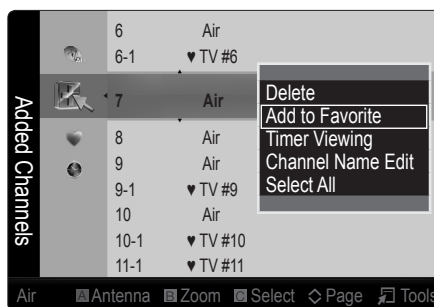 Added Channels
6 Air
6-1 ♥ TV #6
7 Air
8 Air
9 Air
9-1 ♥ TV #9
10 Air
10-1 ♥ TV #10
11-1 ♥ TV #11
Delete
Add to Favorite
Timer Viewing
Channel Name Edit
Select All
Air A Antenna B Zoom C Select Page Tools